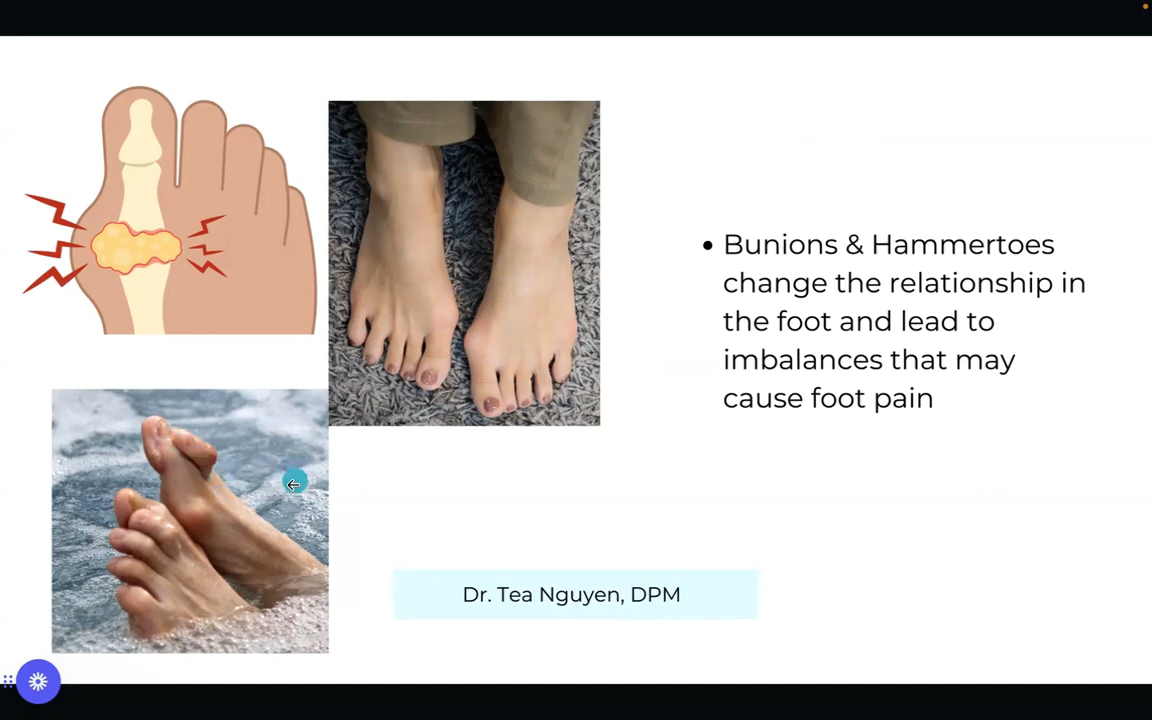 • Bunions & Hammertoes
change the relationship in
the foot and lead to
imbalances that may
cause foot pain
Dr. Tea Nguyen, DPM